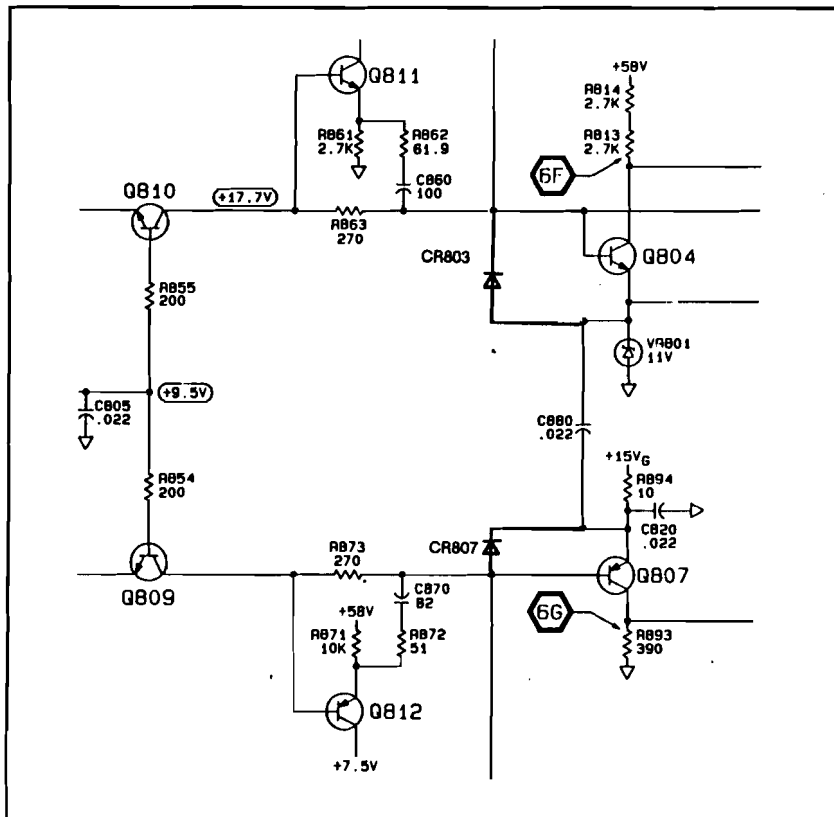 Q811
+58V
R814
2.7K
R861
2.7K
R862
61.9
R813
2.7K
6F
C860
100
Q810
+17.7V
R863
270
CR803
Q804
R855
200
VR801
11V
C805
.022
+9.5V
C880
.022
+15VG
R894
10
R854
200
C820
.022
R873
270
CR807
Q809
C870
82
Q807
+58V
6G
R871
10K
R872
51
R893
390
Q812
+7.5V